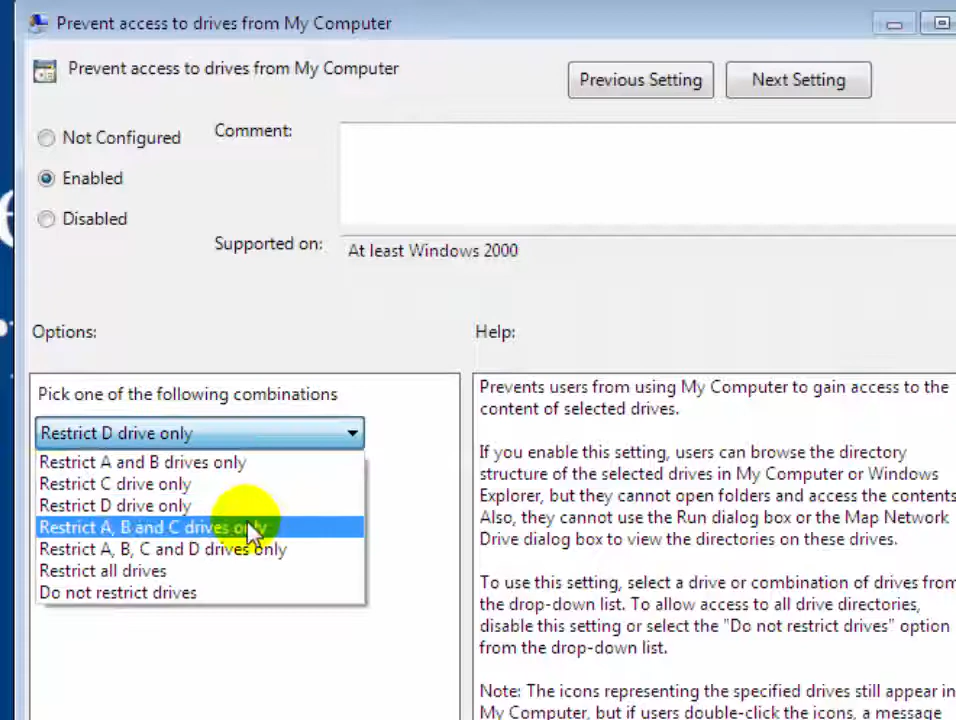 Prevent access to drives from My Computer
Prevent access to drives from My Computer
Previous Setting
Next Setting
Not Configured
Comment:
Enabled
Disabled
Supported on:
At least Windows 2000
Options:
Help:
Pick one of the following combinations
Restrict D drive only
Restrict A and B drives only
Restrict C drive only
Restrict D drive only
Restrict A, B and C drives only
Restrict A, B, C and D drives only
Restrict all drives
Do not restrict drives
Prevents users from using My Computer to gain access to the
content of selected drives.
If you enable this setting, users can browse the directory
structure of the selected drives in My Computer or Windows
Explorer, but they cannot open folders and access the contents
Also, they cannot use the Run dialog box or the Map Network
Drive dialog box to view the directories on these drives.
To use this setting, select a drive or combination of drives from
the drop-down list. To allow access to all drive directories,
disable this setting or select the "Do not restrict drives" option
from the drop-down list.
Note: The icons representing the specified drives still appear in
My Computer, but if users double-click the icons, a message